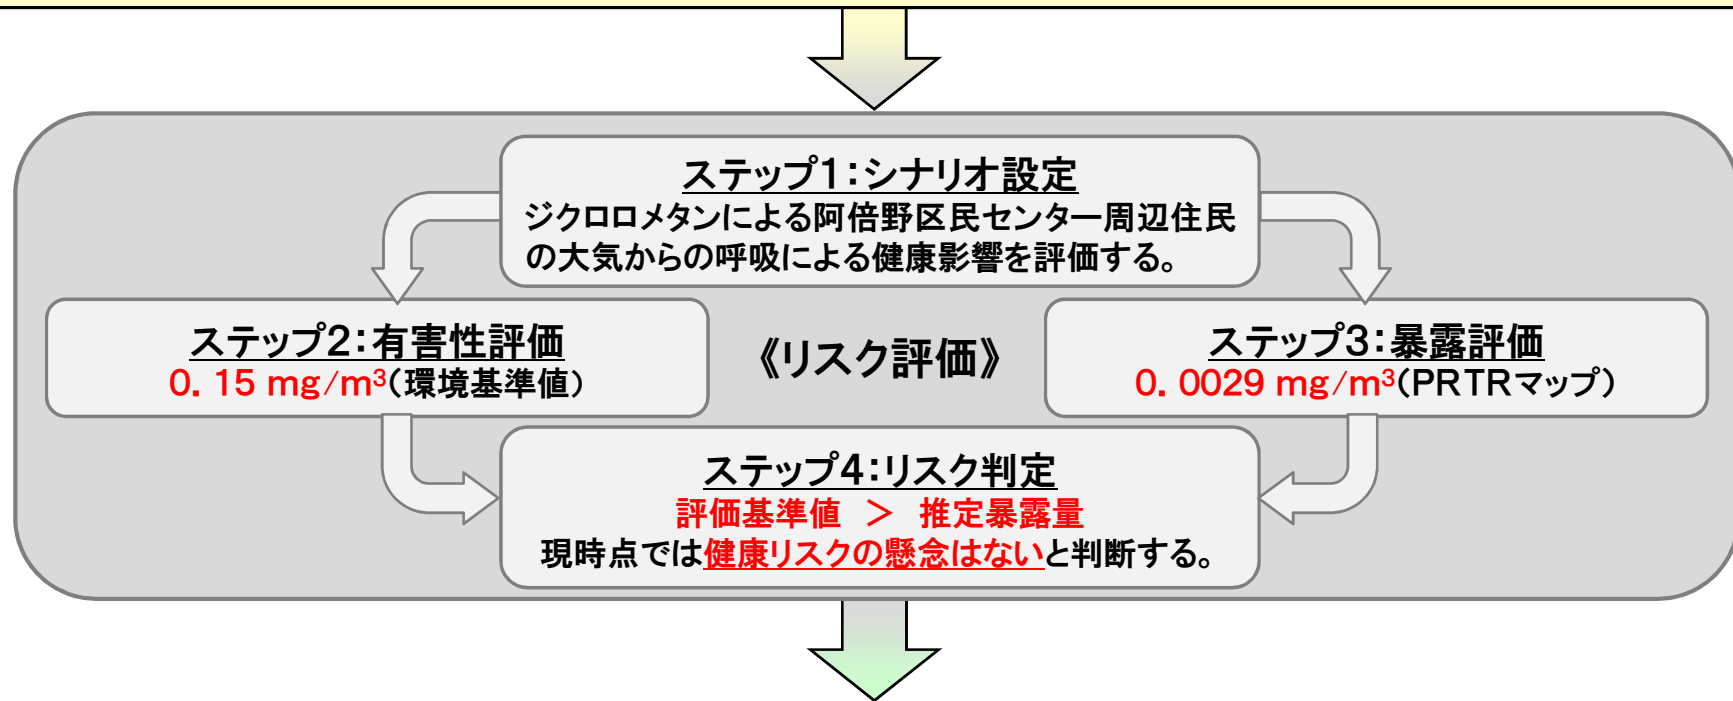 ステップ1：シナリオ設定
ジクロロメタンによる阿倍野区民センター周辺住民
の大気からの呼吸による健康影響を評価する。
ステップ2：有害性評価
0．15 mg/m³(環境基準値)
《リスク評価》
ステップ3：暴露評価
0．0029 mg/m³(PRTRマップ)
ステップ4：リスク判定
評価基準値　＞　推定暴露量
現時点では健康リスクの懸念はないと判断する。